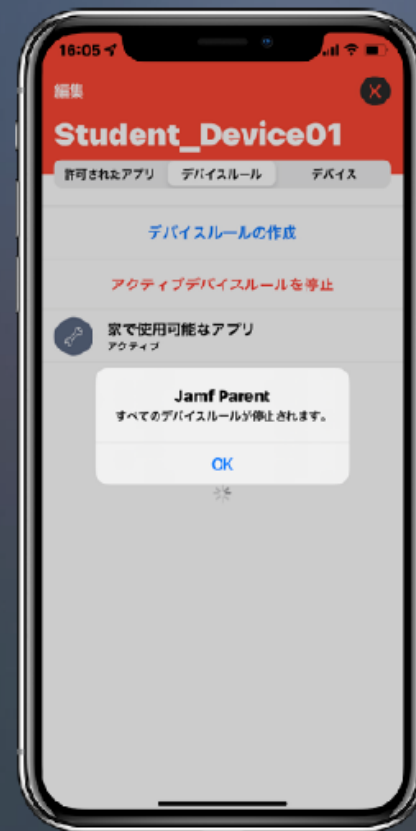 16:05
編集
Student_Device01
許可されたアプリ デバイスルール デバイス
デバイスルールの作成
アクティブデバイスルールを停止
家で使用可能なアプリ
アクティブ
Jamf Parent
すべてのデバイスルールが停止されます。
OK